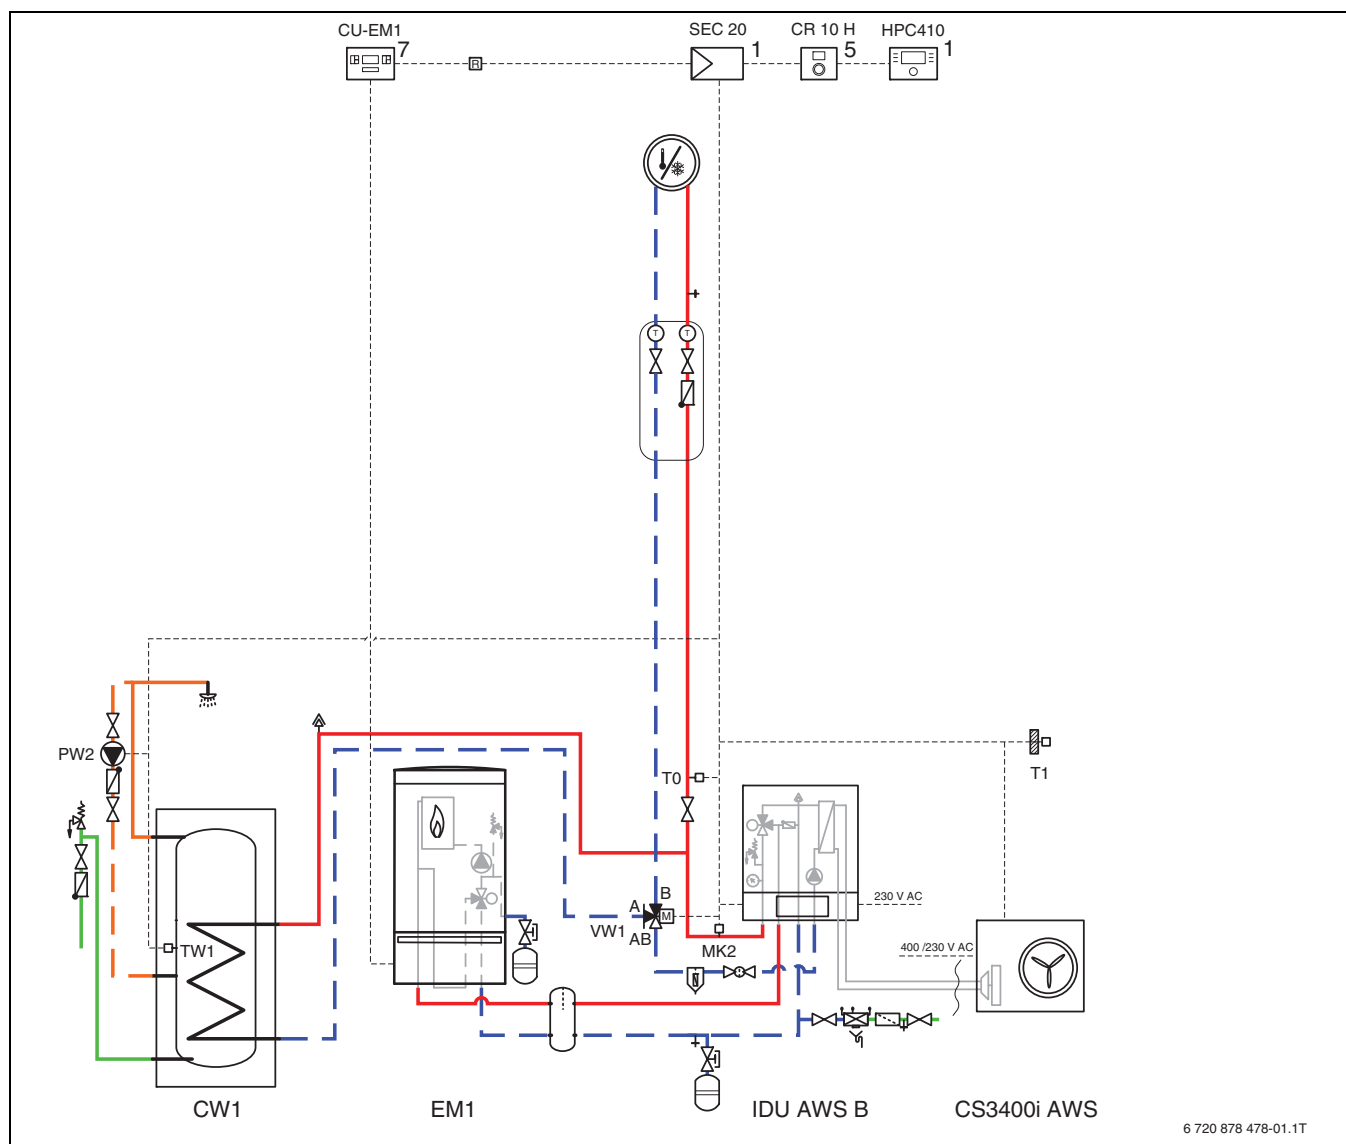 CU-EM1
7
R
SEC 20
1
CR 10 H
5
HPC410
1
T
T
PW2
T0
T1
A
B
VW1
M
AB
MK2
230 V AC
400 /230 V AC
TW1
CW1
EM1
IDU AWS B
CS3400i AWS
6 720 878 478-01.1T